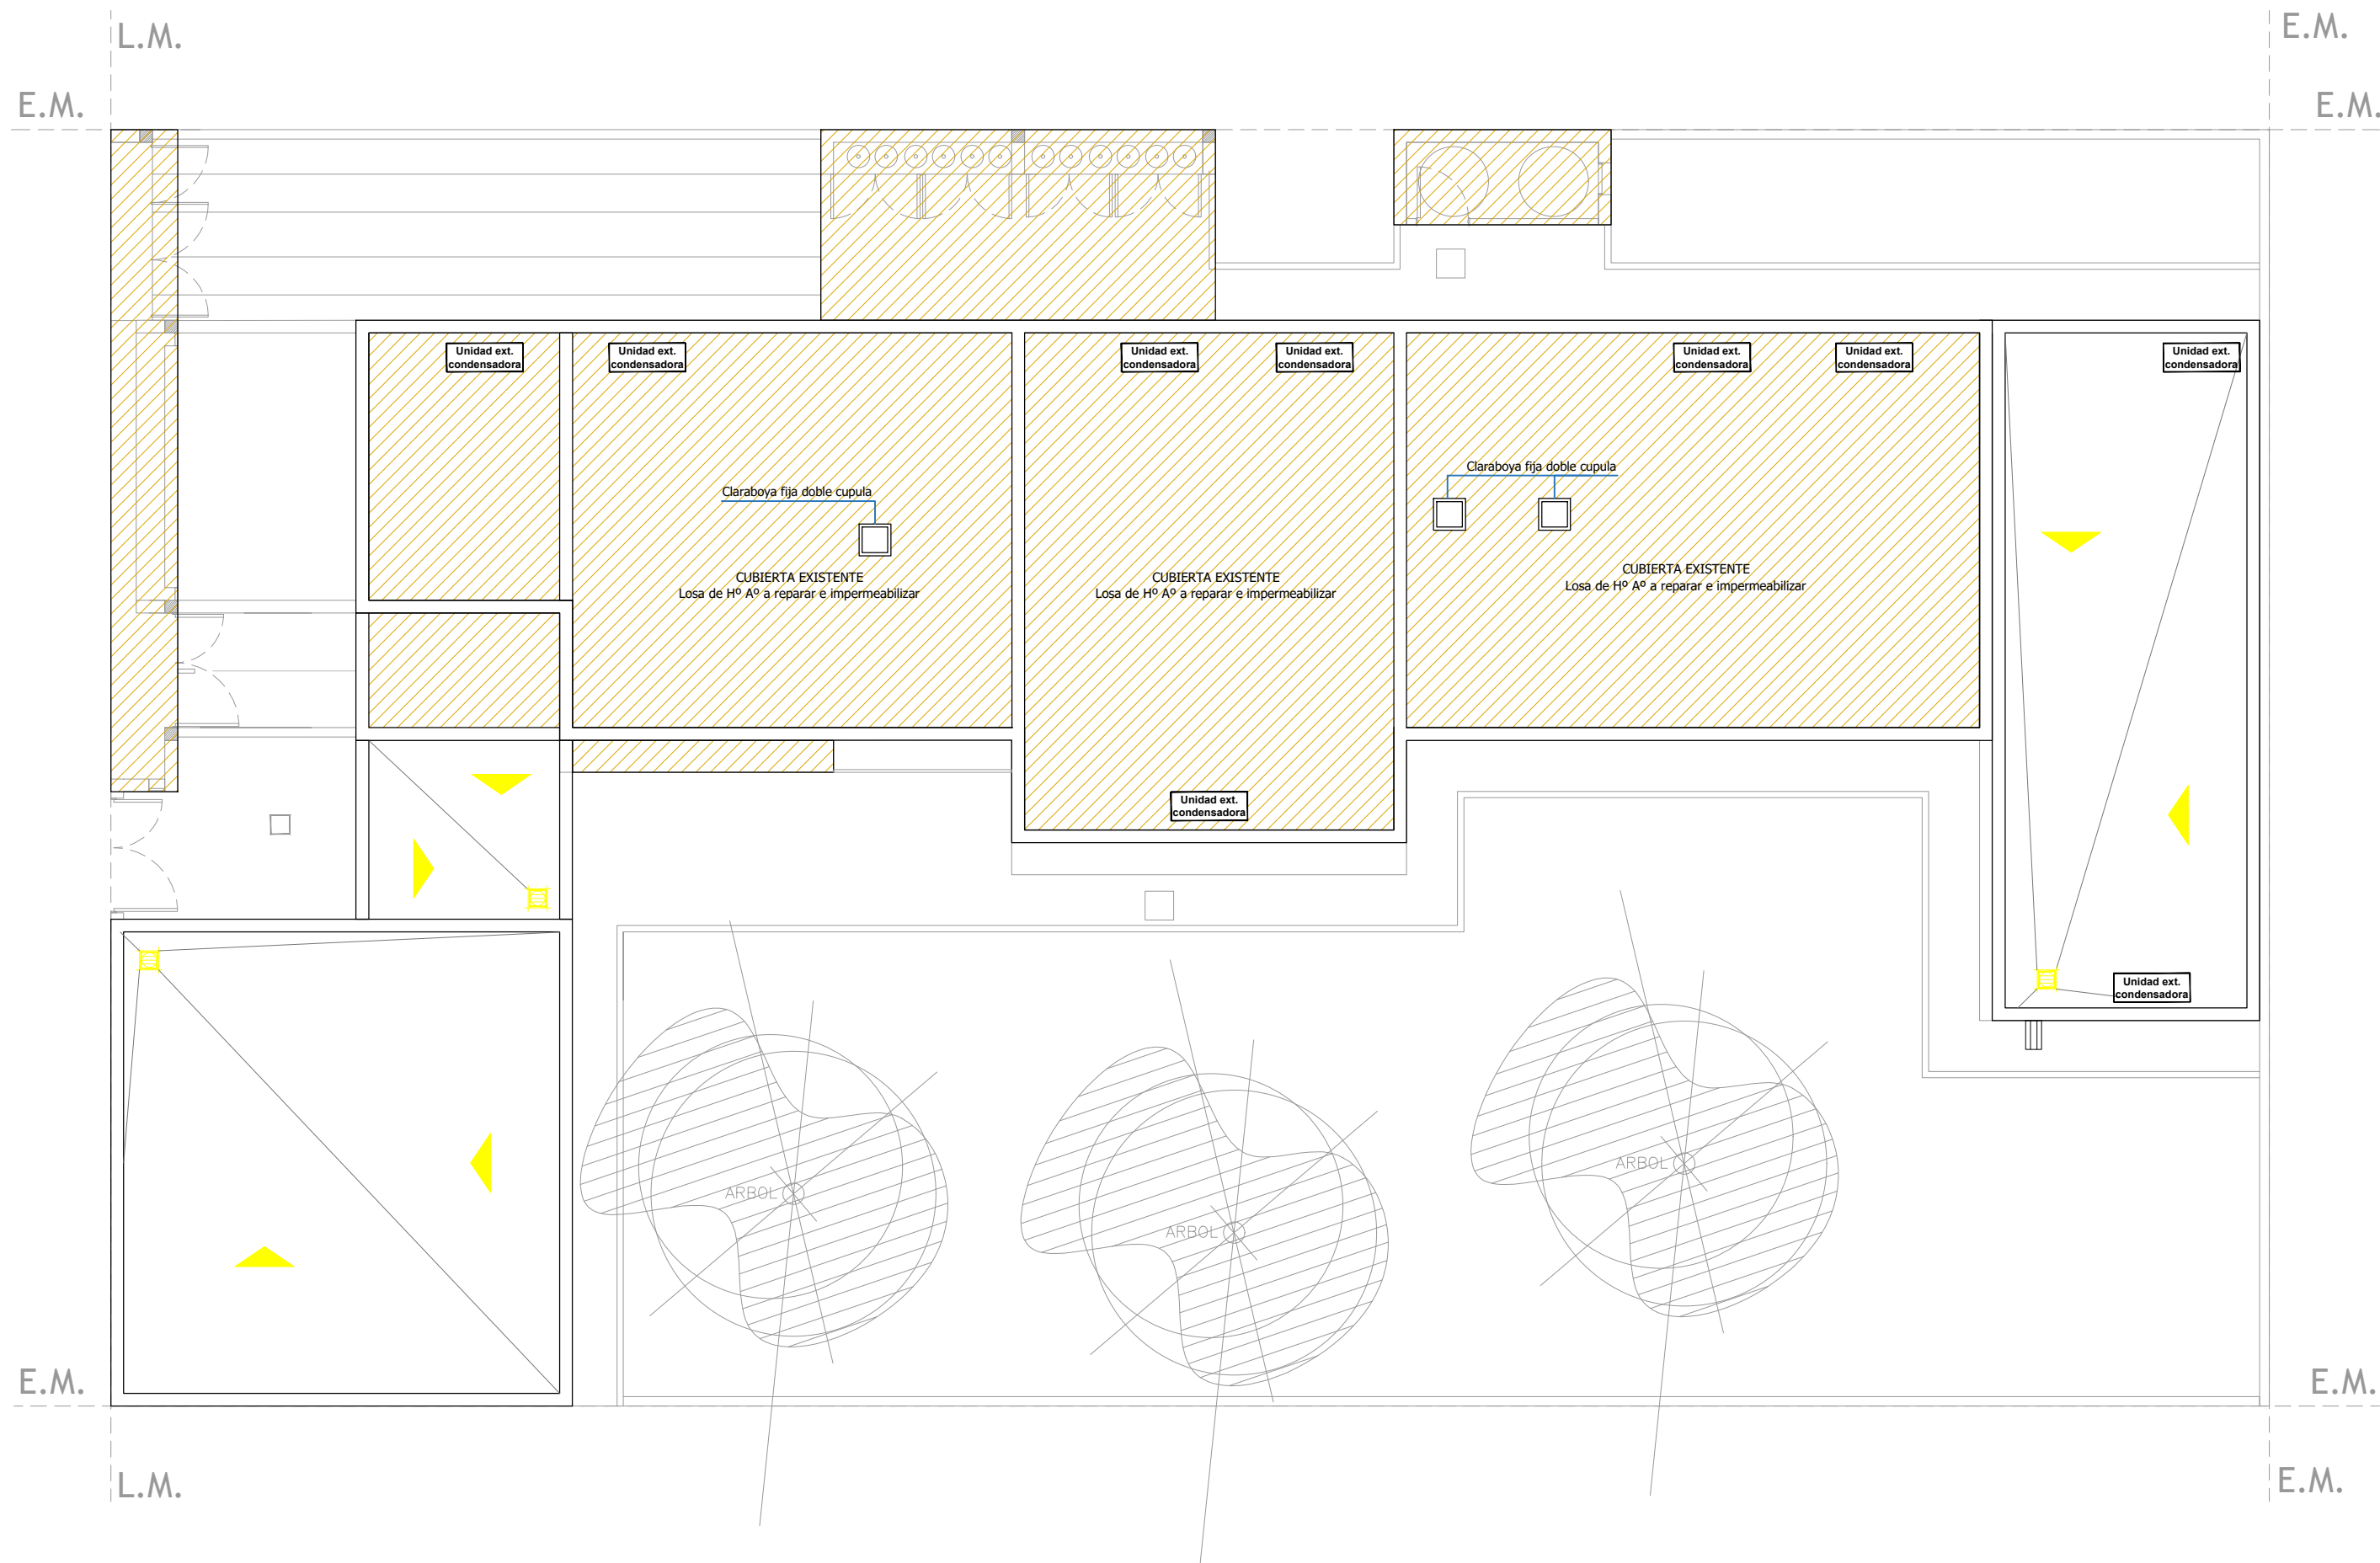 L.M.
E.M.
E.M.
E.M.
Unidad ext.
condensadora
Unidad ext.
condensadora
Unidad ext.
condensadora
Unidad ext.
condensadora
Unidad ext.
condensadora
Unidad ext.
condensadora
Unidad ext.
condensadora
Claraboya fija doble cupula
Claraboya fija doble cupula
CUBIERTA EXISTENTE
Losa de Hº Aº a reparar e impermeabilizar
CUBIERTA EXISTENTE
Losa de Hº Aº a reparar e impermeabilizar
CUBIERTA EXISTENTE
Losa de Hº Aº a reparar e impermeabilizar
Unidad ext.
condensadora
Unidad ext.
condensadora
ARBOL
ARBOL
ARBOL
E.M.
E.M.
L.M.
E.M.